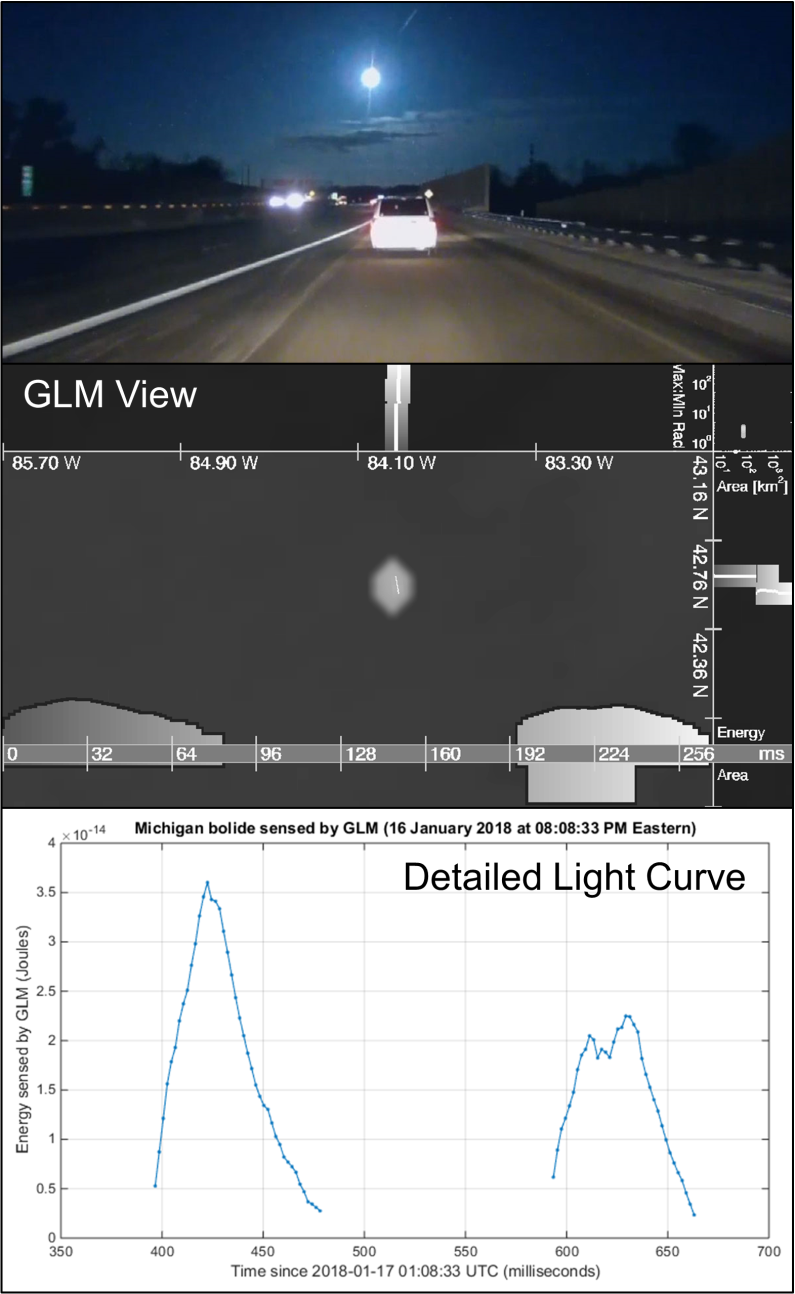 GLM View
Max:Min Rad
10²
10¹
10⁰
85.70 W
84.90 W
84.10 W
83.30 W
10¹
10²
10³
Area [km²]
43.16 N
42.76 N
42.36 N
Energy
0 32 64 96 128 160 192 224 256 ms
Area
Michigan bolide sensed by GLM (16 January 2018 at 08:08:33 PM Eastern)
×10⁻¹⁴
Detailed Light Curve
Energy sensed by GLM (Joules)
4
3.5
3
2.5
2
1.5
1
0.5
0
350 400 450 500 550 600 650 700
Time since 2018-01-17 01:08:33 UTC (milliseconds)